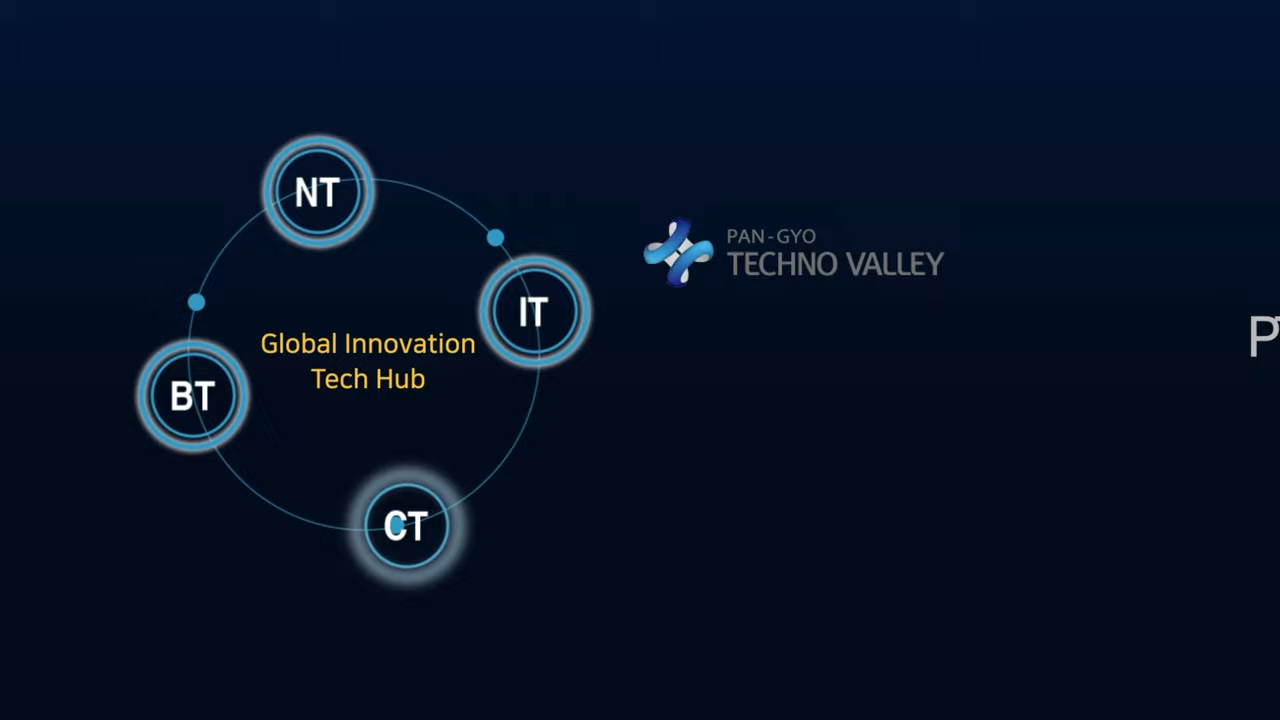 NT
IT
Global Innovation
Tech Hub
BT
CT
PAN-GYO
TECHNO VALLEY